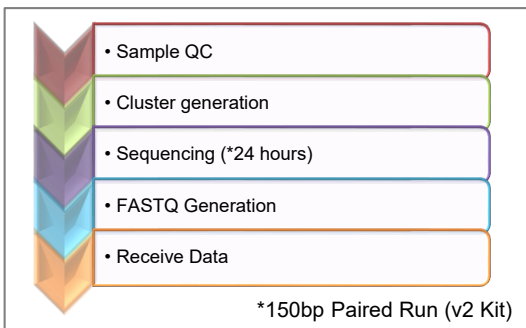 • Sample QC
• Cluster generation
• Sequencing (*24 hours)
• FASTQ Generation
• Receive Data
*150bp Paired Run (v2 Kit)